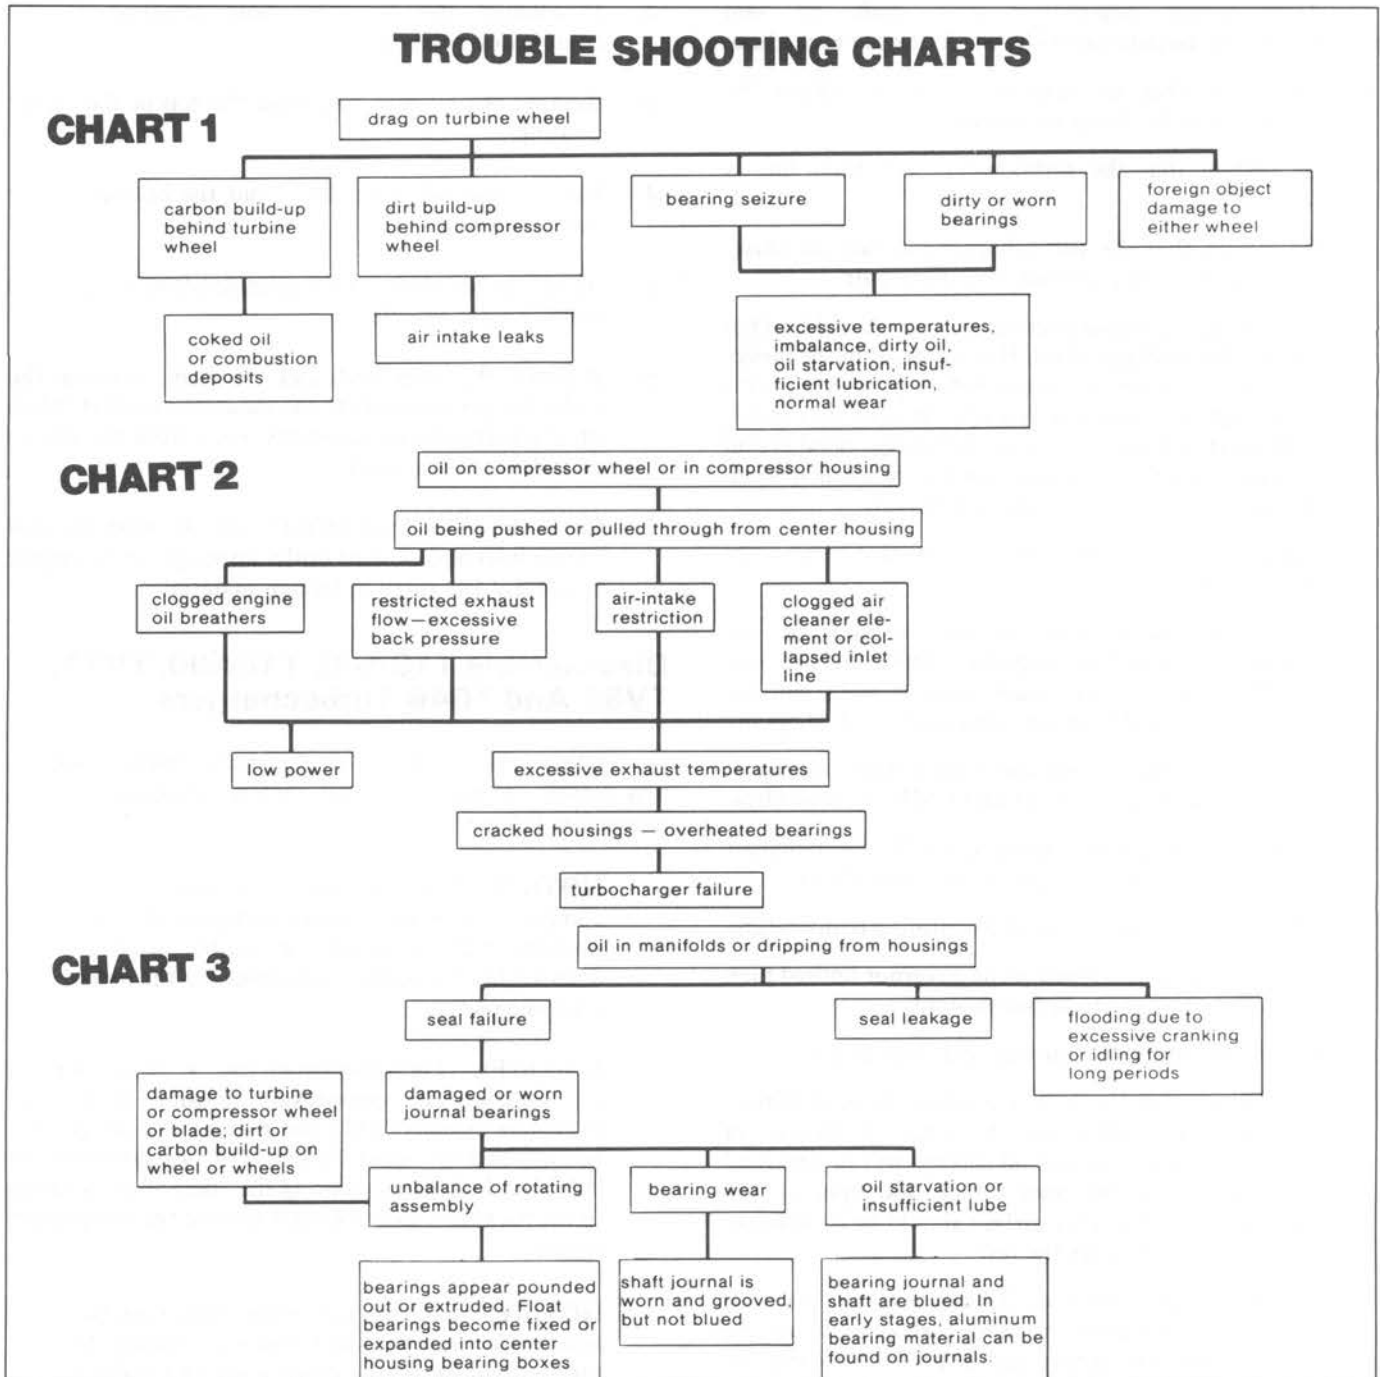 TROUBLE SHOOTING CHARTS
CHART 1
drag on turbine wheel
carbon build-up
behind turbine
wheel
dirt build-up
behind compressor
wheel
bearing seizure
dirty or worn
bearings
foreign object
damage to
either wheel
coked oil
or combustion
deposits
air intake leaks
excessive temperatures,
imbalance, dirty oil,
oil starvation, insuf-
ficient lubrication,
normal wear
CHART 2
oil on compressor wheel or in compressor housing
oil being pushed or pulled through from center housing
clogged engine
oil breathers
restricted exhaust
flow—excessive
back pressure
air-intake
restriction
clogged air
cleaner ele-
ment or col-
lapsed inlet
line
low power
excessive exhaust temperatures
cracked housings — overheated bearings
turbocharger failure
CHART 3
oil in manifolds or dripping from housings
seal failure
seal leakage
flooding due to
excessive cranking
or idling for
long periods
damage to turbine
or compressor wheel
or blade; dirt or
carbon build-up on
wheel or wheels
damaged or worn
journal bearings
unbalance of rotating
assembly
bearing wear
oil starvation or
insufficient lube
bearings appear pounded
out or extruded. Float
bearings become fixed or
expanded into center
housing bearing boxes
shaft journal is
worn and grooved,
but not blued
bearing journal and
shaft are blued. In
early stages, aluminum
bearing material can be
found on journals.